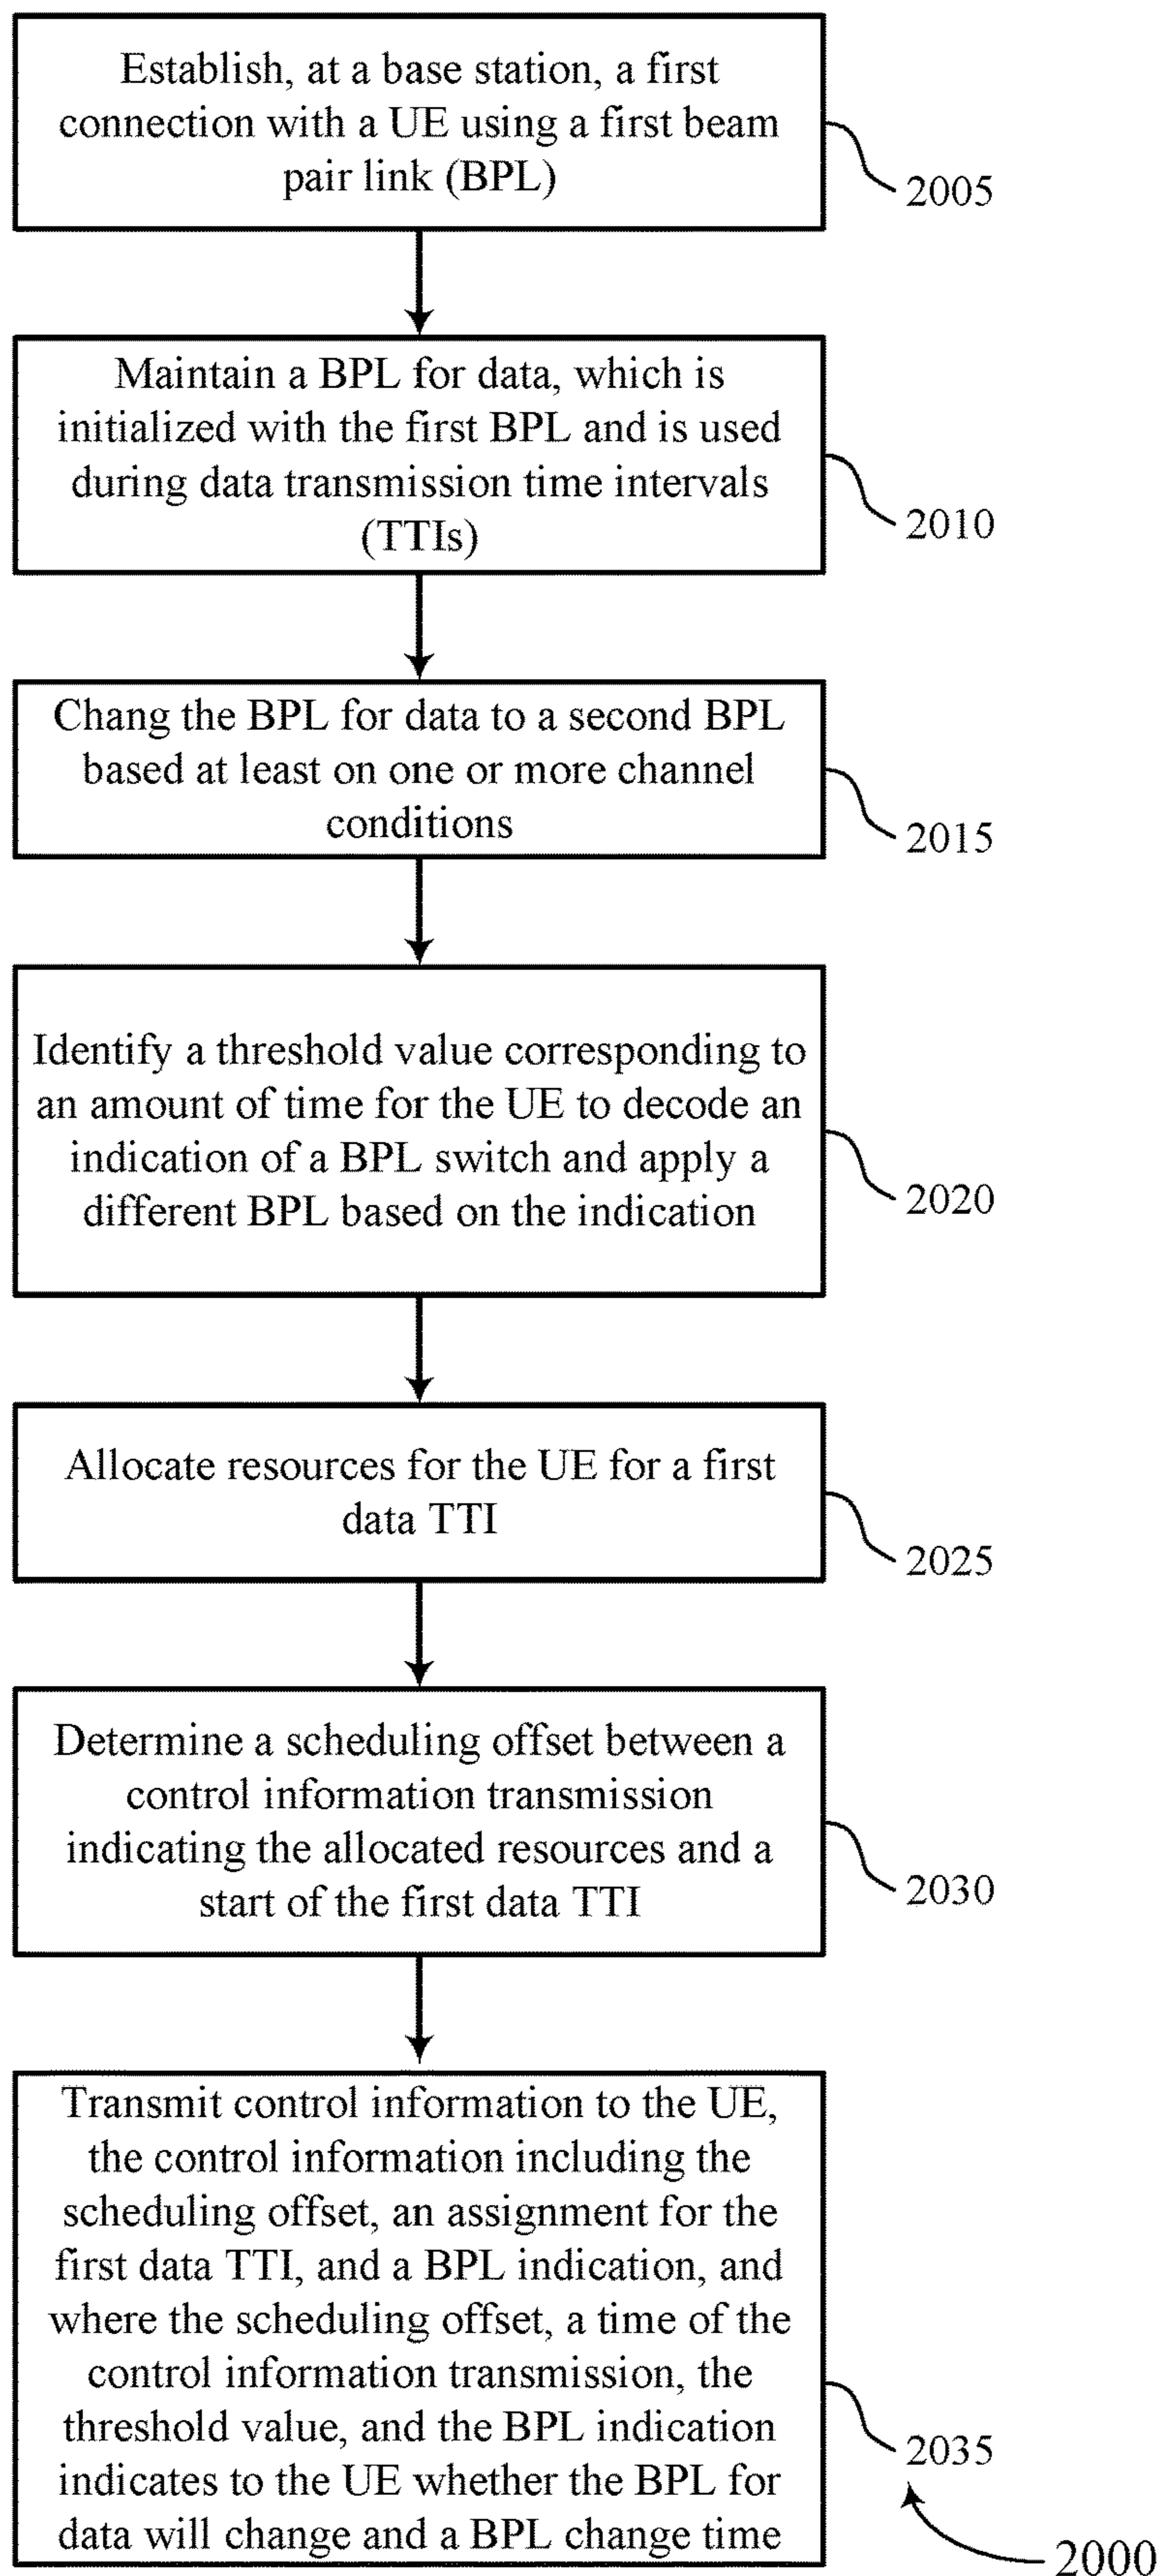 Establish, at a base station, a first
connection with a UE using a first beam
pair link (BPL)
2005
Maintain a BPL for data, which is
initialized with the first BPL and is used
during data transmission time intervals
(TTIs)
2010
Chang the BPL for data to a second BPL
based at least on one or more channel
conditions
2015
Identify a threshold value corresponding to
an amount of time for the UE to decode an
indication of a BPL switch and apply a
different BPL based on the indication
2020
Allocate resources for the UE for a first
data TTI
2025
Determine a scheduling offset between a
control information transmission
indicating the allocated resources and a
start of the first data TTI
2030
Transmit control information to the UE,
the control information including the
scheduling offset, an assignment for the
first data TTI, and a BPL indication, and
where the scheduling offset, a time of the
control information transmission, the
threshold value, and the BPL indication
indicates to the UE whether the BPL for
data will change and a BPL change time
2035
2000